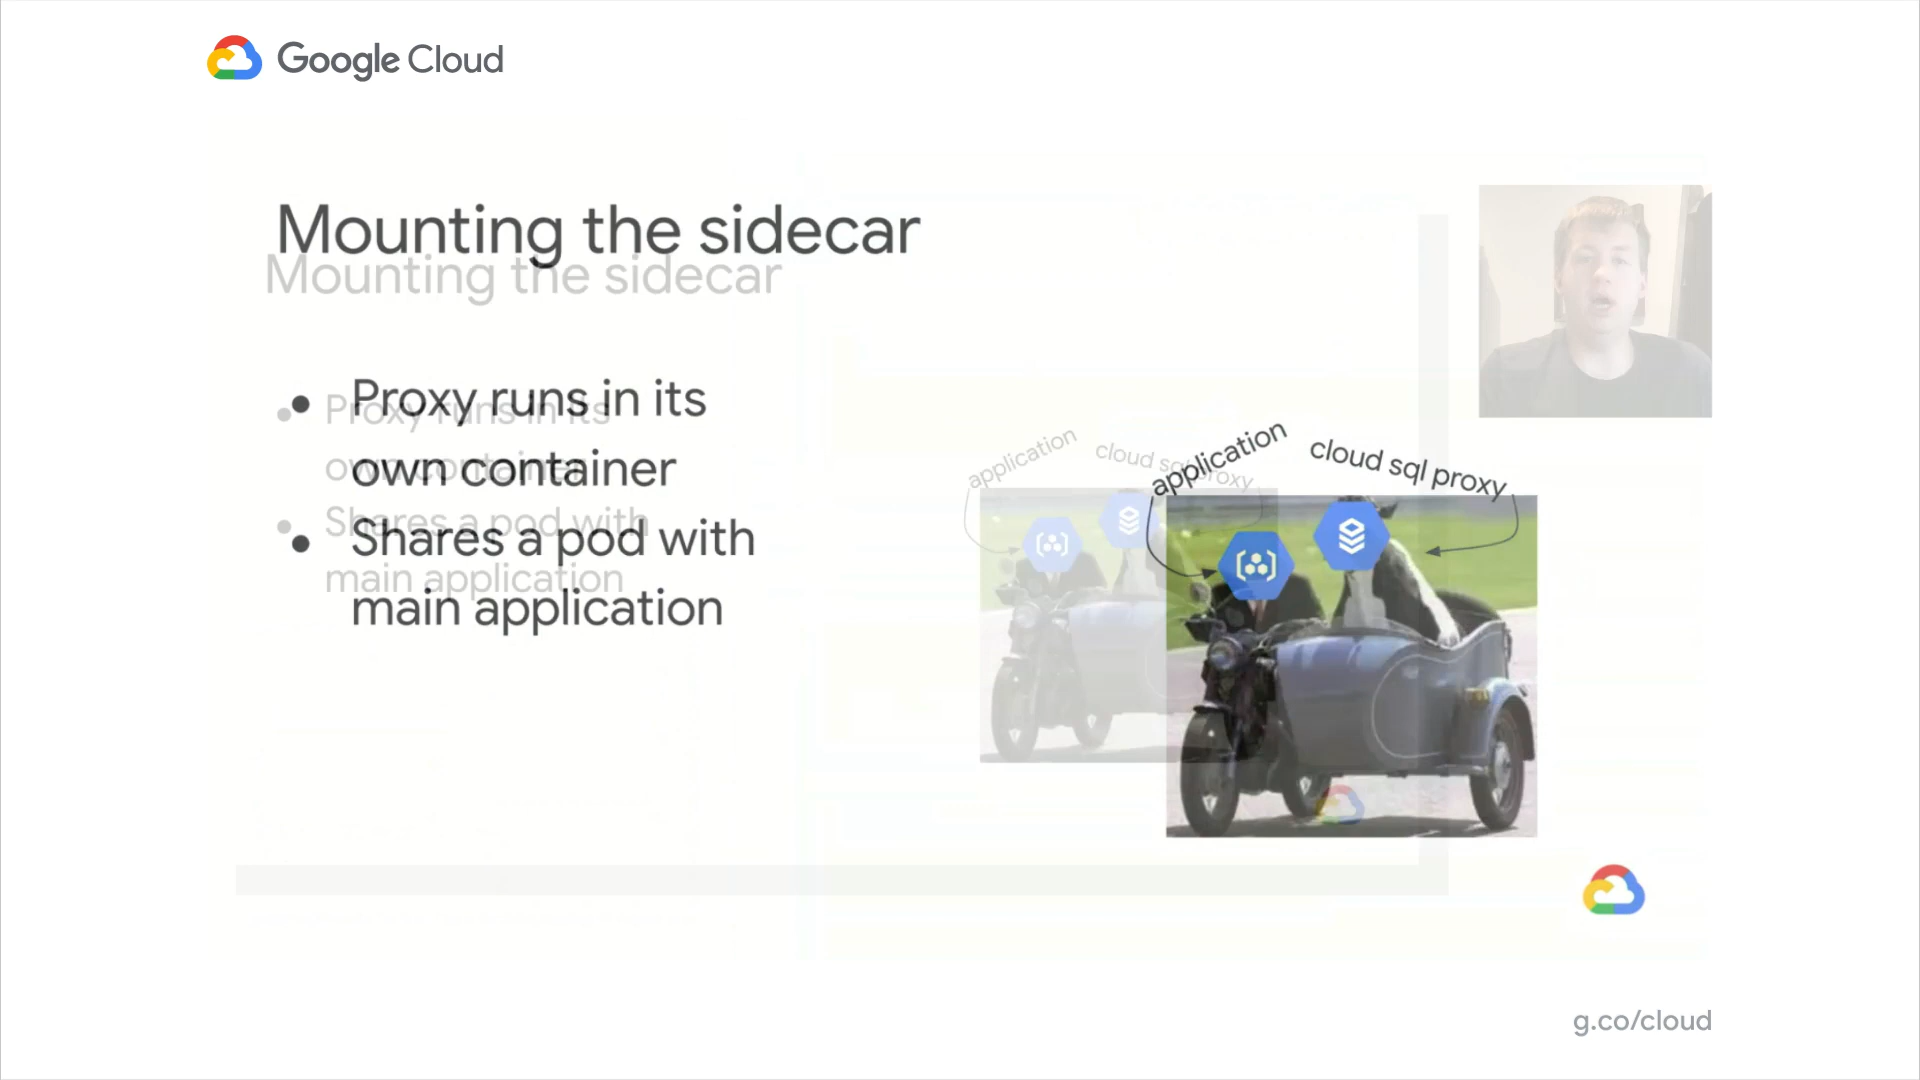 Google Cloud
Mounting the sidecar
Mounting the sidecar
Proxy runs in its
own container
Shares a pod with
main application
Proxy runs in its
own container
Shares a pod with
main application
application
cloud sql proxy
application
cloud sql proxy
g.co/cloud